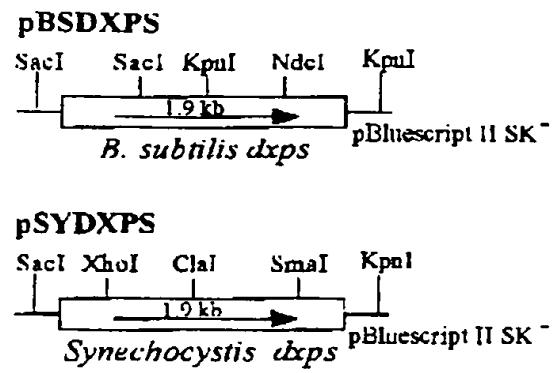 pBSDXPS
SacI SacI KpnI NdeI KpnI
1.9 kb
B. subtilis dxps
pBluescript II SK⁻
pSYDXPS
SacI XhoI ClaI SmaI KpnI
1.9 kb
Synechocystis dxps
pBluescript II SK⁻